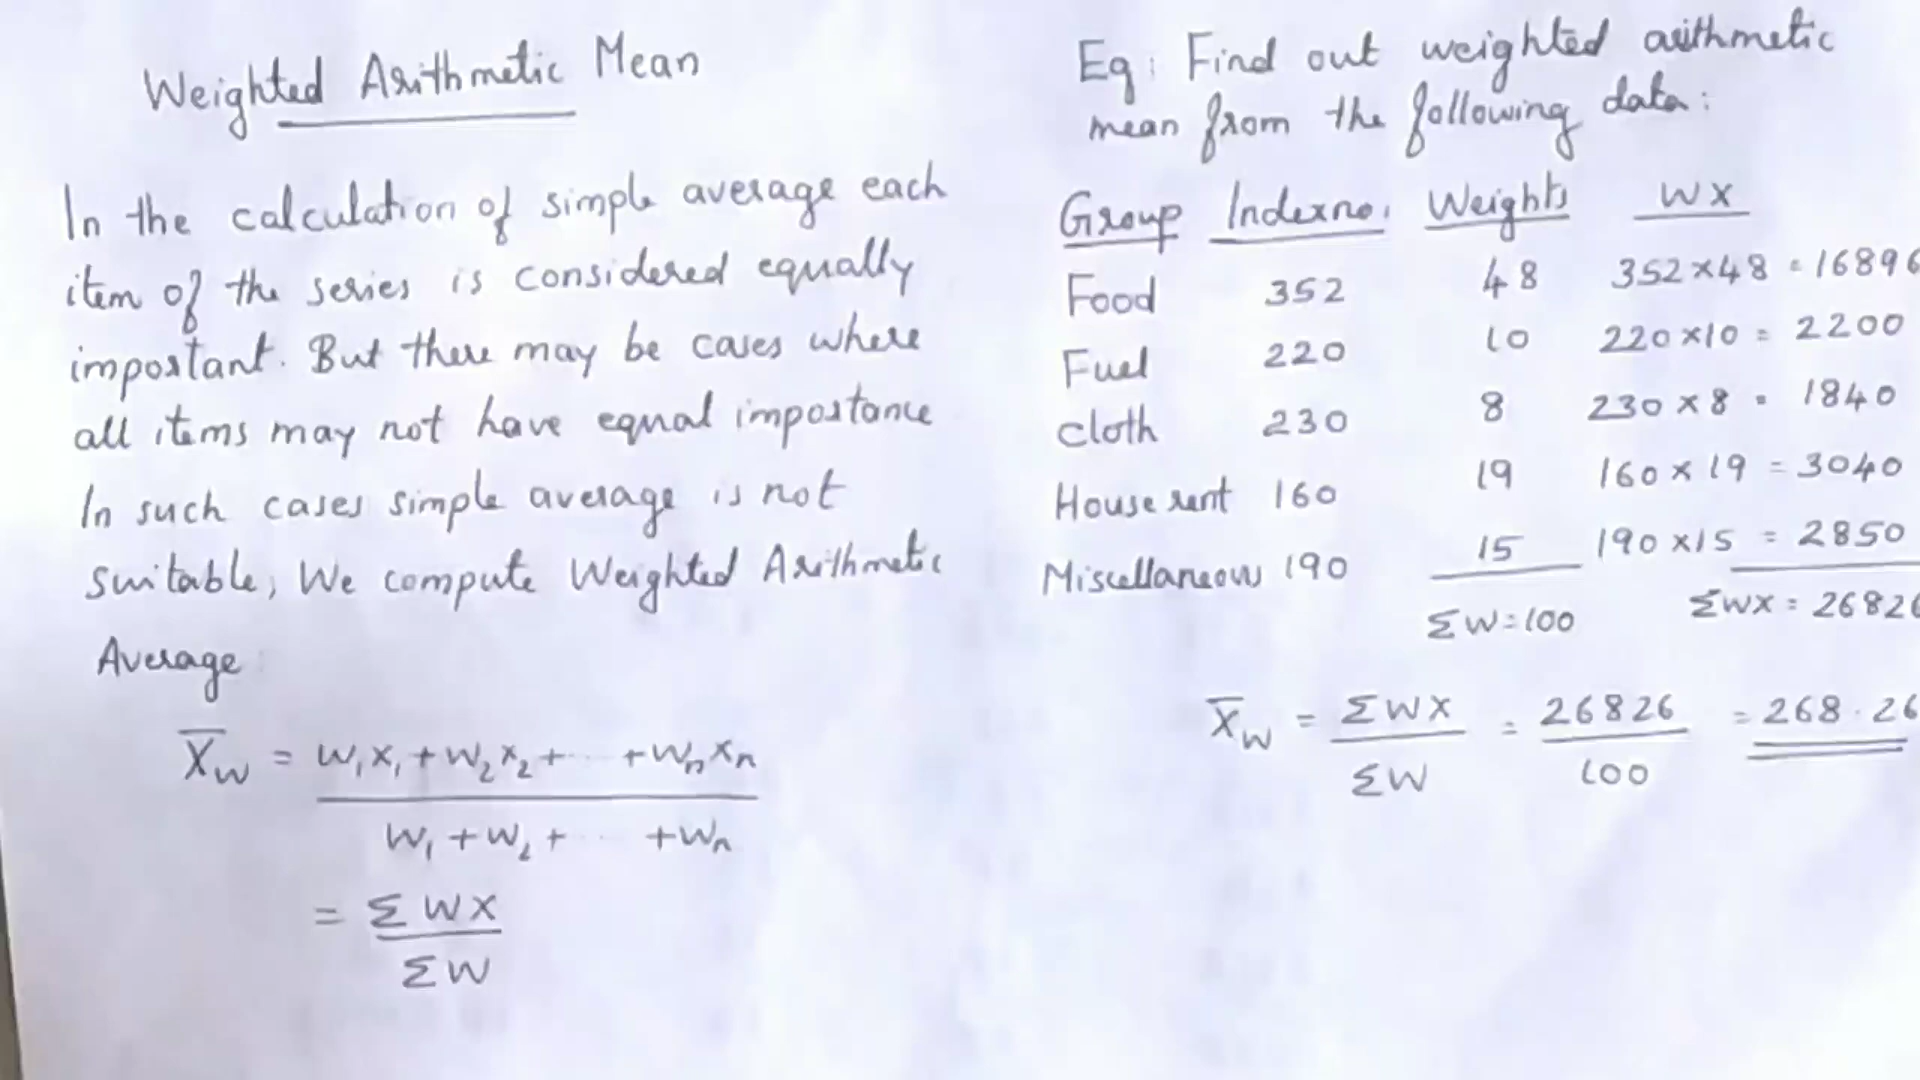 Weighted Arithmetic Mean
In the calculation of simple average each
item of the series is considered equally
important. But there may be cases where
all items may not have equal importance
In such cases simple average is not
suitable, We compute Weighted Arithmetic
Average
X̅w = W₁X₁+W₂X₂+ ... +WₙXₙ
W₁+W₂+ ... +Wₙ
= ΣWX
ΣW
Eg: Find out weighted arithmetic
mean from the following data:
Group Index no. Weights WX
Food 352 48 352×48 = 16896
Fuel 220 10 220×10 = 2200
cloth 230 8 230×8 = 1840
House rent 160 19 160×19 = 3040
Miscellaneous 190 15 190×15 = 2850
ΣW=100 ΣWX = 26826
X̅w = ΣWX = 26826 = 268.26
ΣW 100